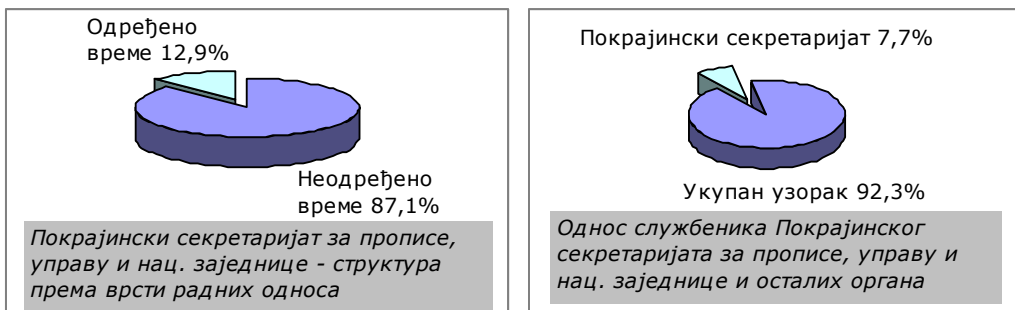 Одређено
време 12,9%
Неодређено
време 87,1%
Покрајински секретаријат за прописе,
управу и нац. заједнице - структура
према врсти радних односа
Покрајински секретаријат 7,7%
Укупан узорак 92,3%
Однос службеника Покрајинског
секретаријата за прописе, управу и
нац. заједнице и осталих органа